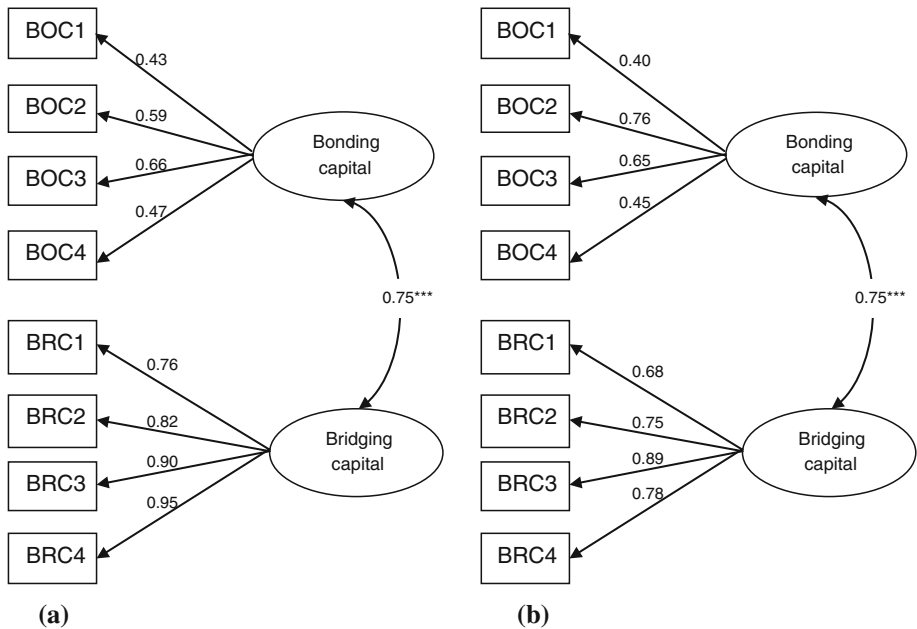 BOC1
0.43
BOC2
0.59
Bonding
capital
BOC3
0.66
0.47
BOC4
0.75***
BRC1
0.76
BRC2
0.82
Bridging
capital
BRC3
0.90
0.95
BRC4
(a)
BOC1
0.40
BOC2
0.76
Bonding
capital
BOC3
0.65
0.45
BOC4
0.75***
BRC1
0.68
BRC2
0.75
Bridging
capital
BRC3
0.89
0.78
BRC4
(b)